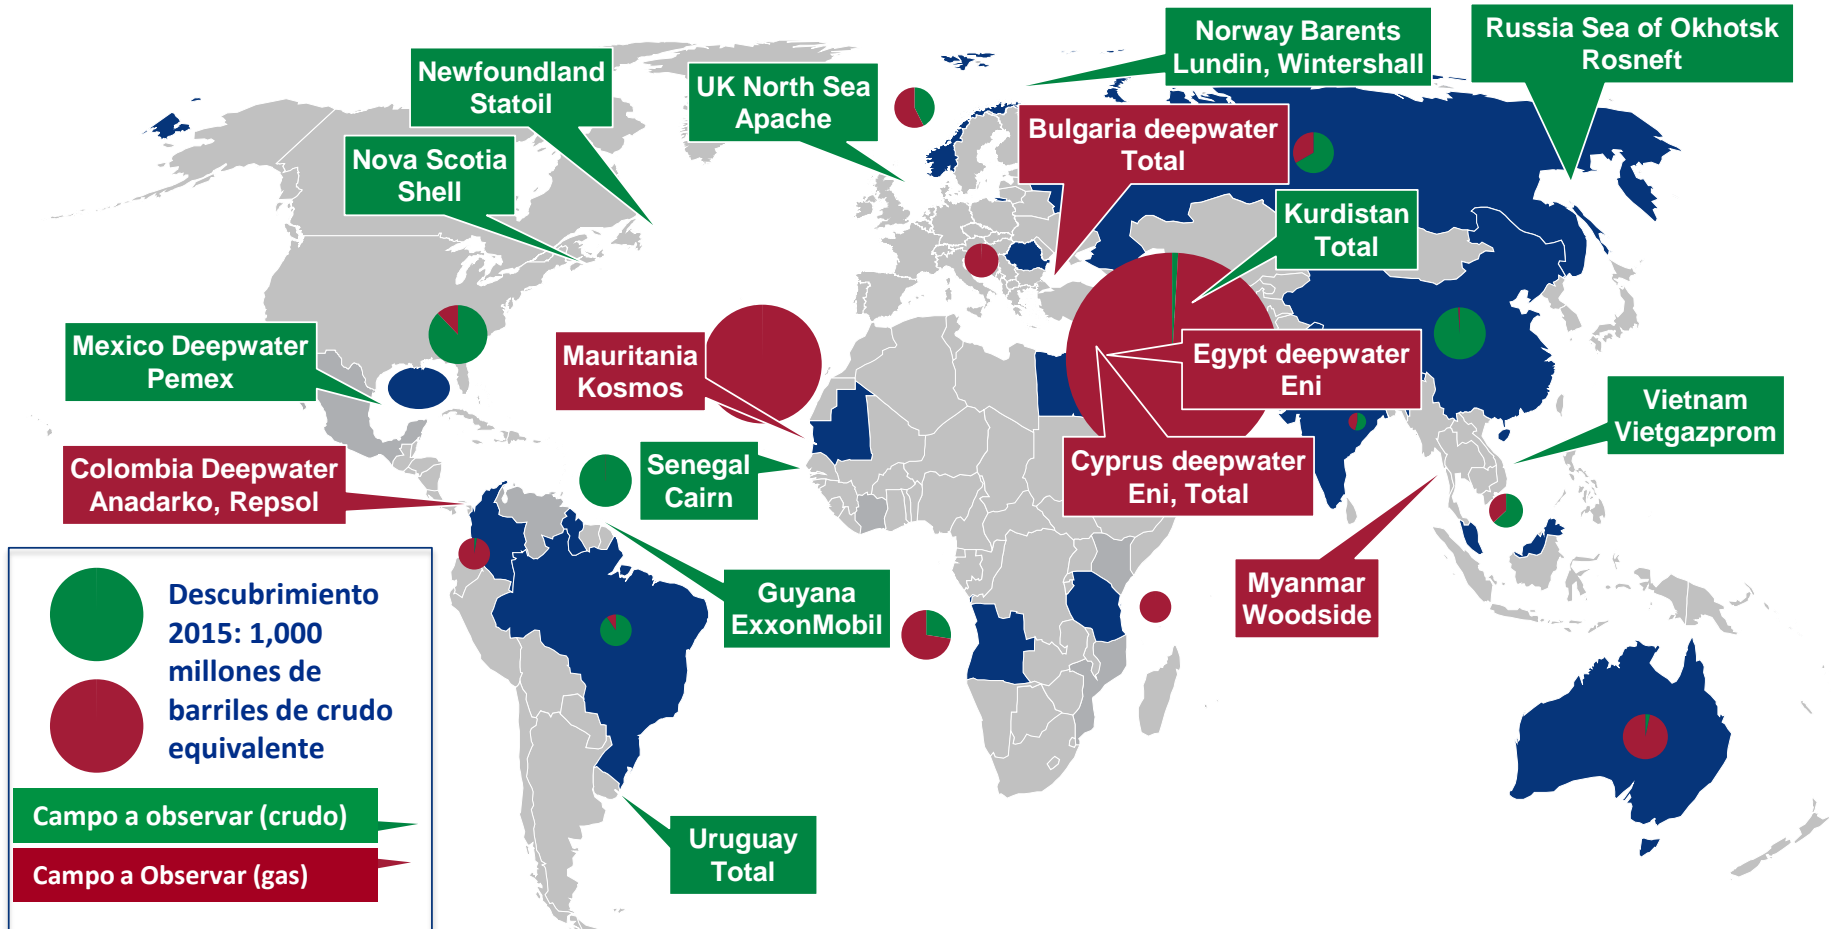 Newfoundland
Statoil
Nova Scotia
Shell
UK North Sea
Apache
Norway Barents
Lundin, Wintershall
Russia Sea of Okhotsk
Rosneft
Bulgaria deepwater
Total
Kurdistan
Total
Mexico Deepwater
Pemex
Mauritania
Kosmos
Egypt deepwater
Eni
Vietnam
Vietgazprom
Colombia Deepwater
Anadarko, Repsol
Senegal
Cairn
Cyprus deepwater
Eni, Total
Guyana
ExxonMobil
Myanmar
Woodside
Uruguay
Total
Descubrimiento
2015: 1,000
millones de
barriles de crudo
equivalente
Campo a observar (crudo)
Campo a Observar (gas)